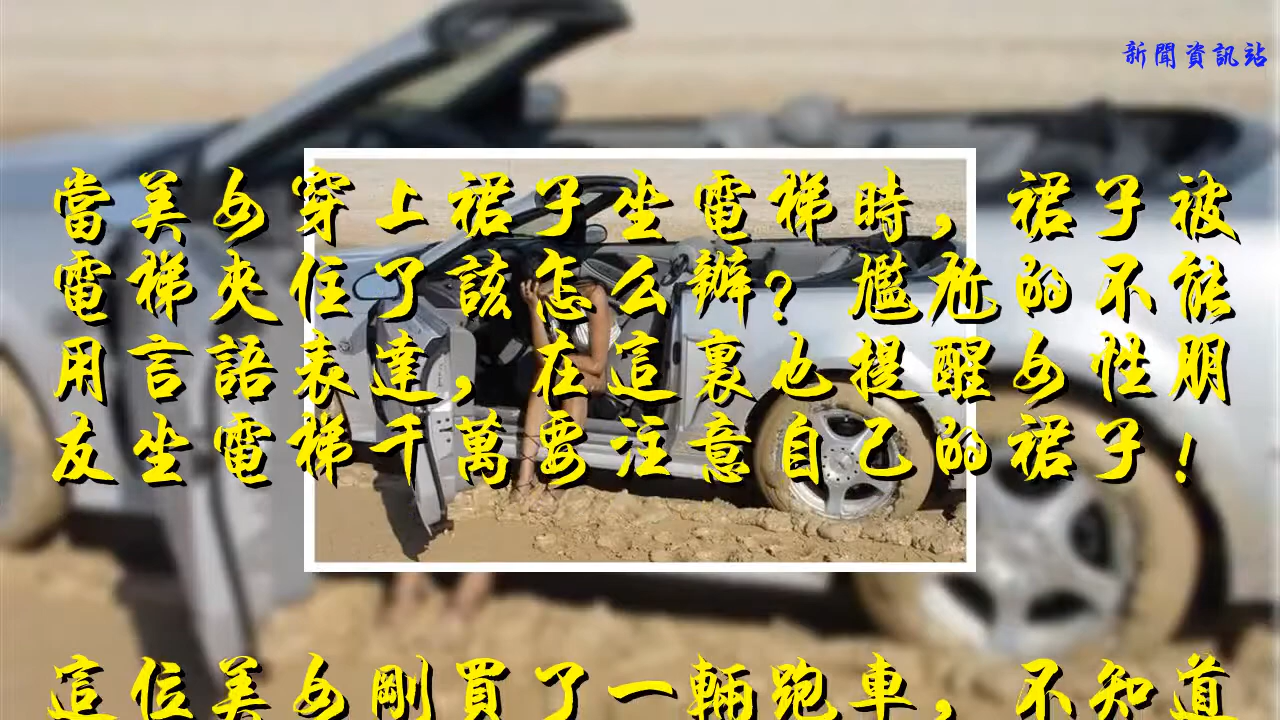 新聞資訊站
當美女穿上裙子坐電梯時，裙子被
電梯夾住了該怎么辦？尷尬的不能
用言語表達，在這裏也提醒女性朋
友坐電梯千萬要注意自己的裙子！
這位美女剛買了一輛跑車，不知道